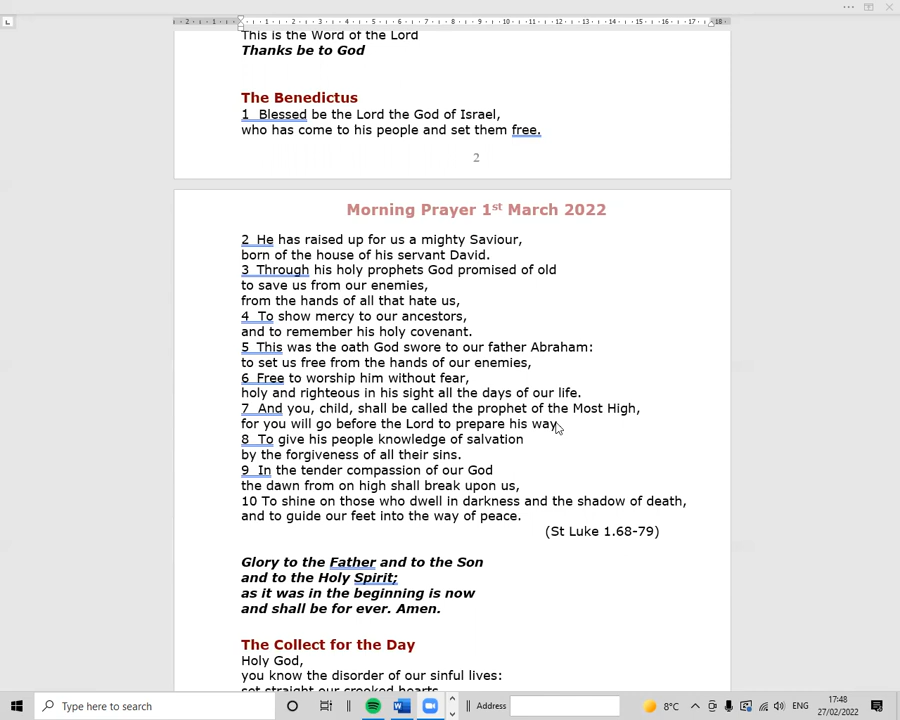 This is the Word of the Lord
Thanks be to God
The Benedictus
1 Blessed be the Lord the God of Israel,
who has come to his people and set them free.
2
Morning Prayer 1st March 2022
2 He has raised up for us a mighty Saviour,
born of the house of his servant David.
3 Through his holy prophets God promised of old
to save us from our enemies,
from the hands of all that hate us,
4 To show mercy to our ancestors,
and to remember his holy covenant.
5 This was the oath God swore to our father Abraham:
to set us free from the hands of our enemies,
6 Free to worship him without fear,
holy and righteous in his sight all the days of our life.
7 And you, child, shall be called the prophet of the Most High,
for you will go before the Lord to prepare his way
8 To give his people knowledge of salvation
by the forgiveness of all their sins.
9 In the tender compassion of our God
the dawn from on high shall break upon us,
10 To shine on those who dwell in darkness and the shadow of death,
and to guide our feet into the way of peace.
(St Luke 1.68-79)
Glory to the Father and to the Son
and to the Holy Spirit;
as it was in the beginning is now
and shall be for ever. Amen.
The Collect for the Day
Holy God,
you know the disorder of our sinful lives:
set straight our crooked hearts
Type here to search
Address
8°C
ENG
17:48
27/02/2022